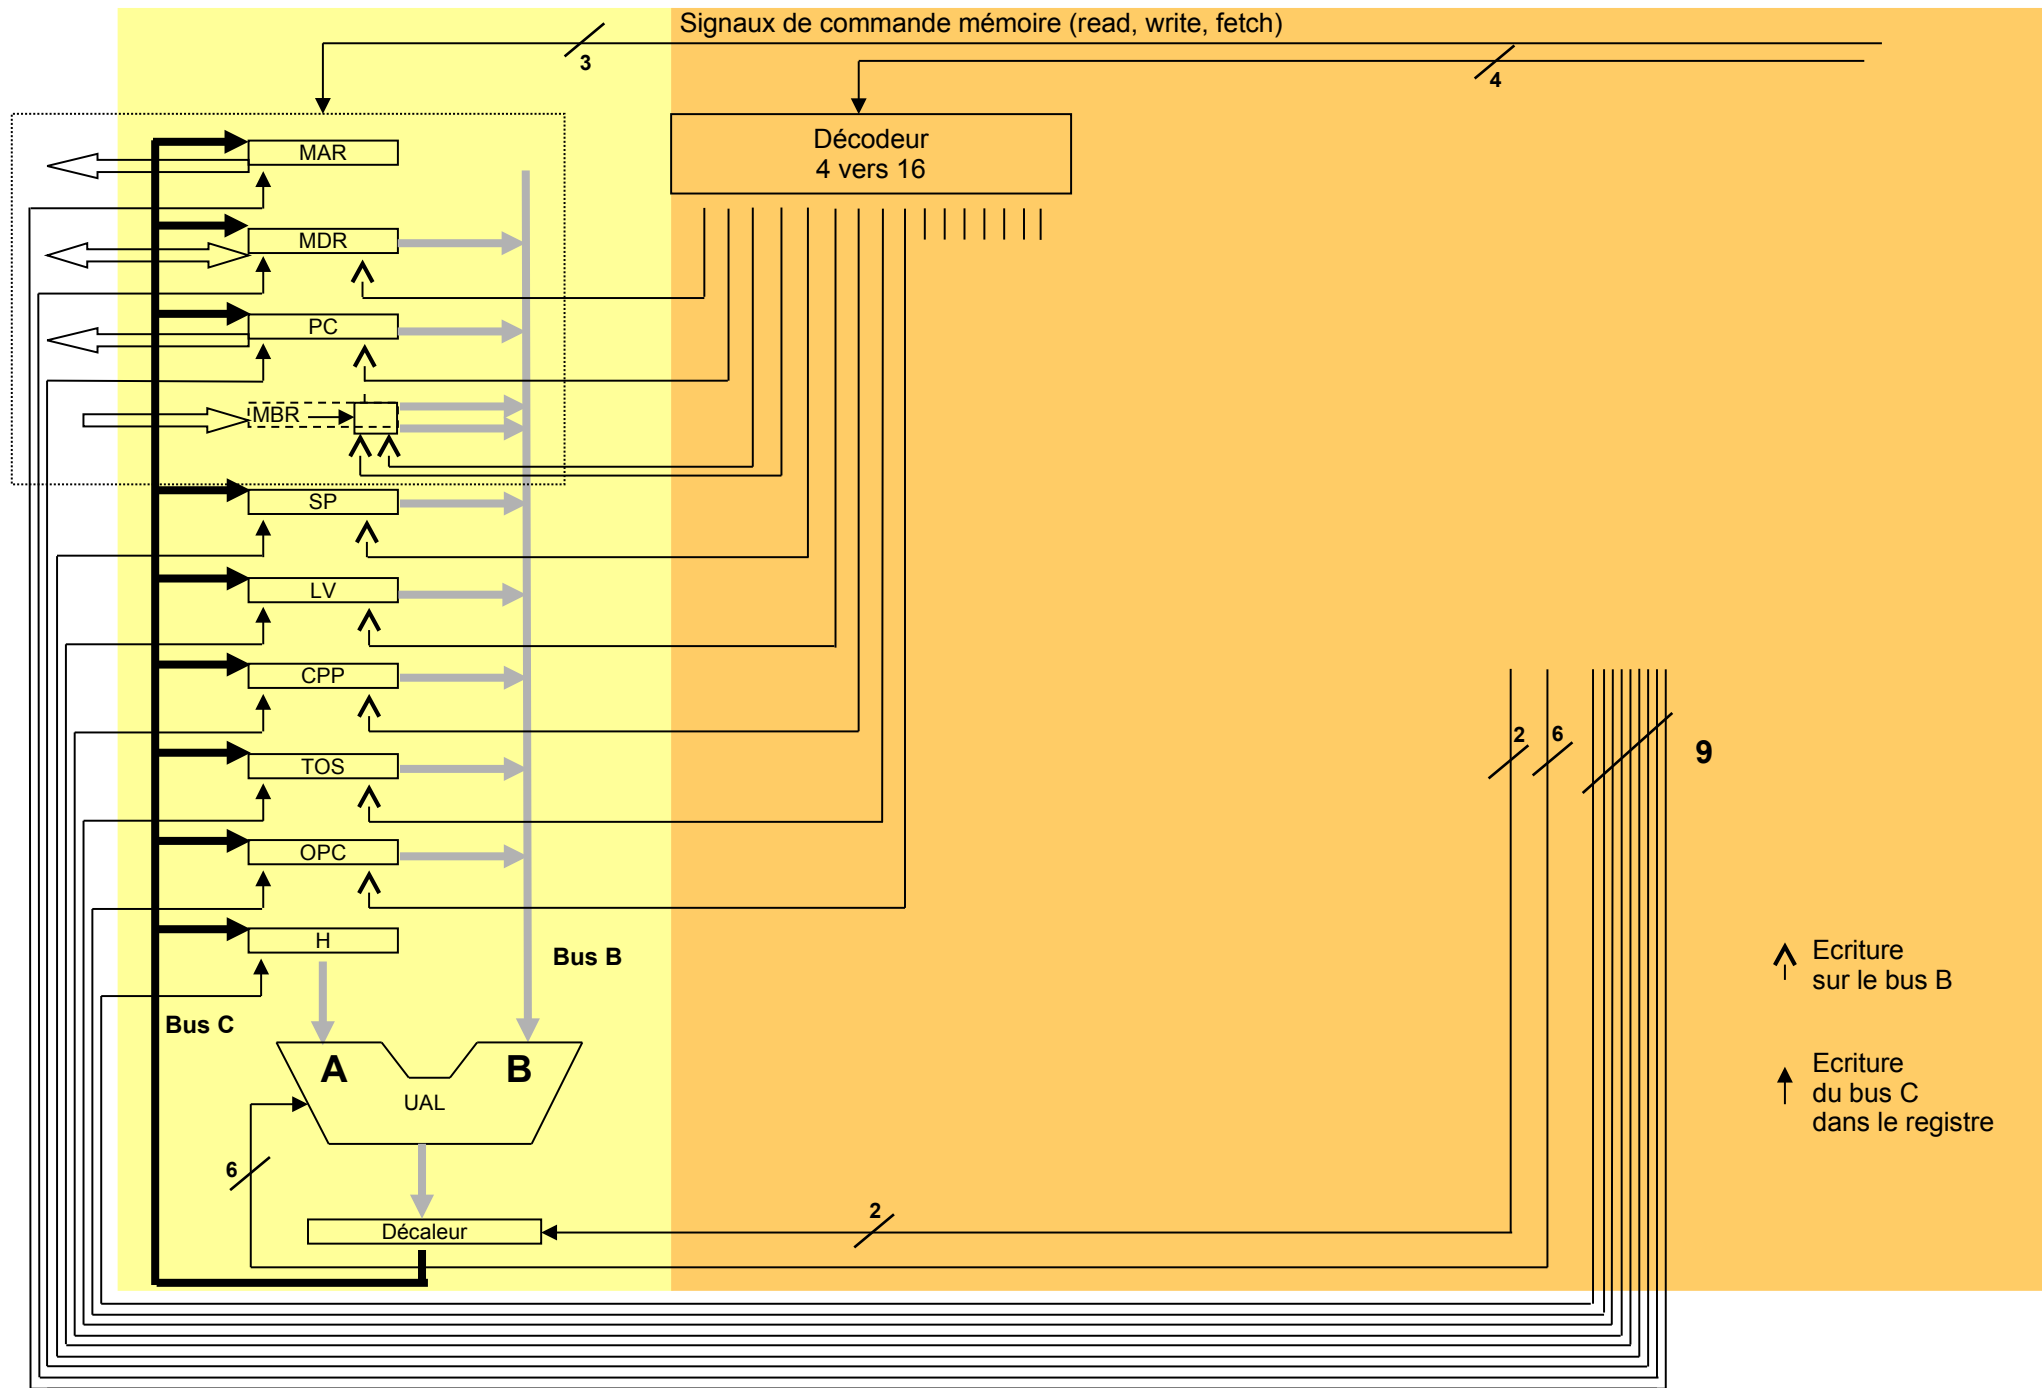 Signaux de commande mémoire (read, write, fetch)
3
4
Décodeur
4 vers 16
MAR
MDR
PC
MBR
SP
LV
CPP
TOS
OPC
H
2
6
9
Bus B
Bus C
Ecriture
sur le bus B
A
B
UAL
Ecriture
du bus C
dans le registre
6
2
Décaleur